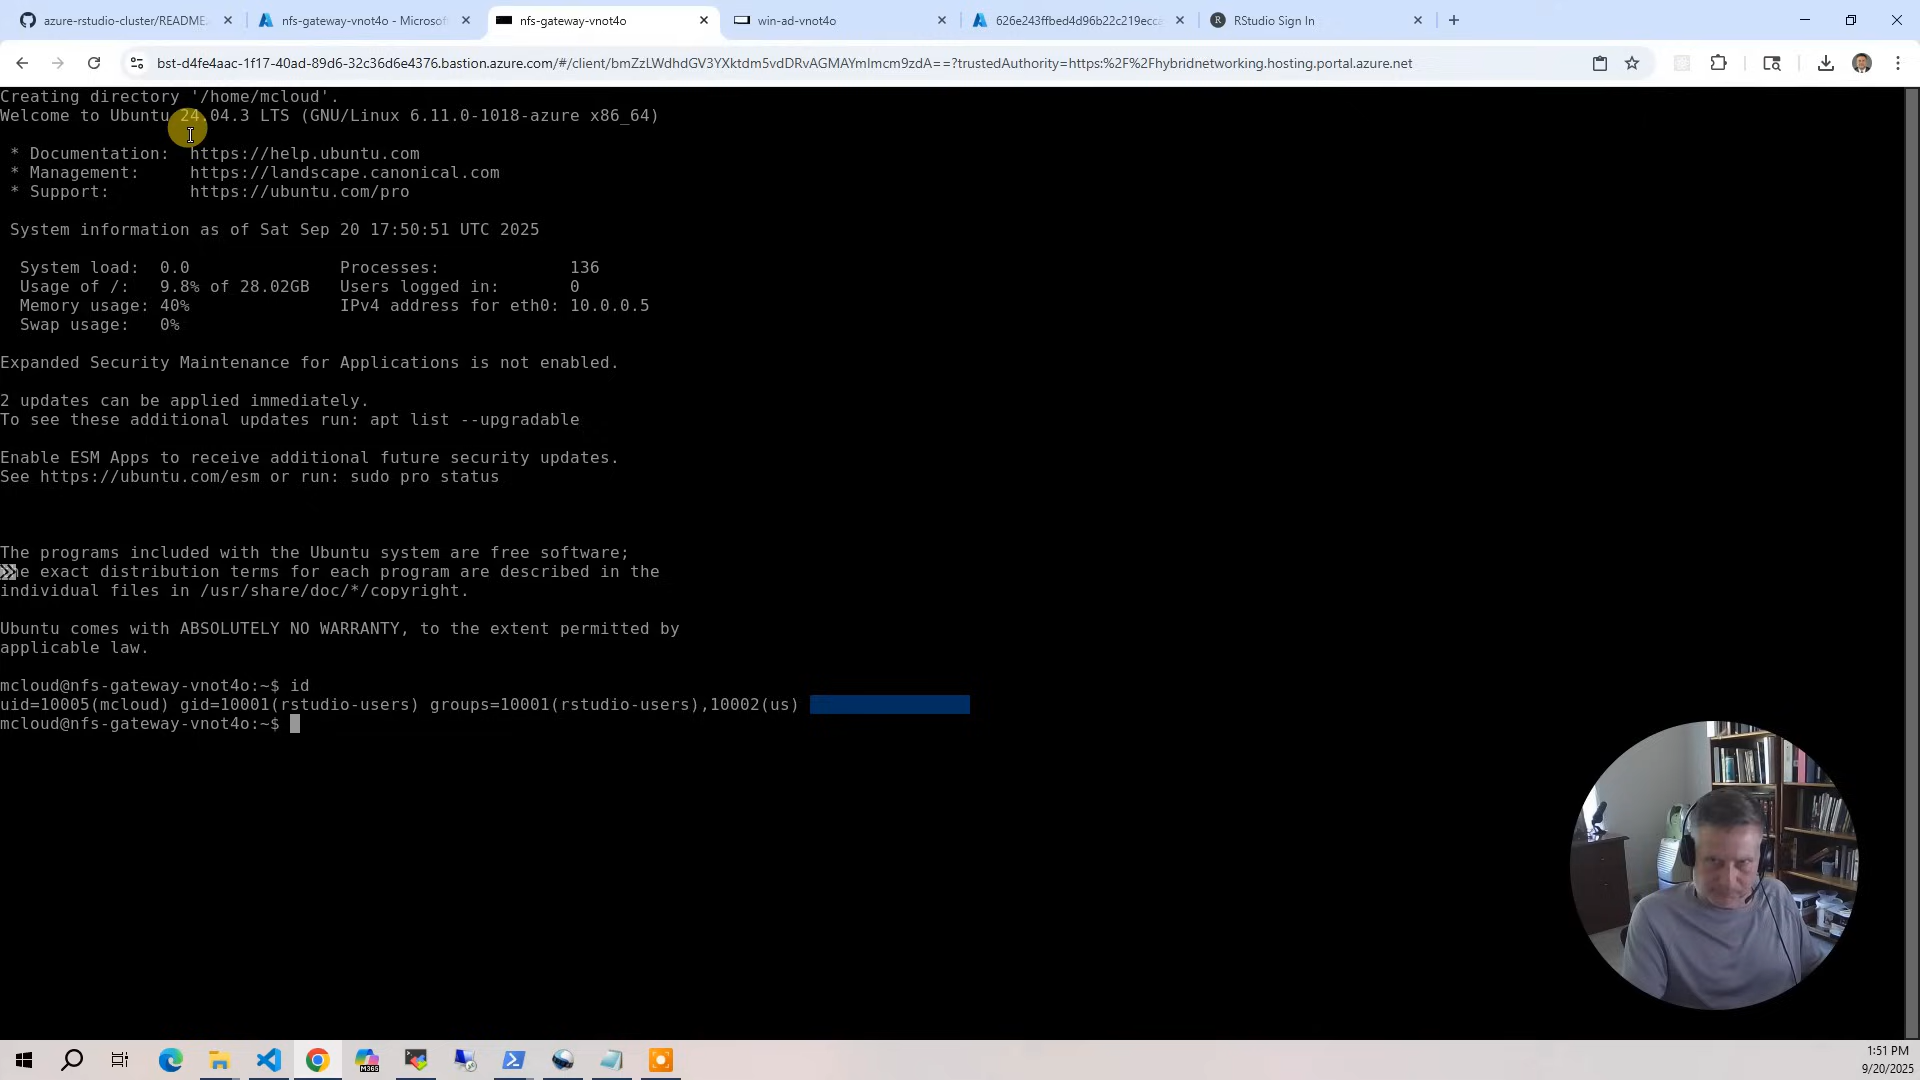 azure-rstudio-cluster/README
nfs-gateway-vnot4o - Microsof
nfs-gateway-vnot4o
win-ad-vnot4o
626e243ffbed4d96b22c219ecca
RStudio Sign In
bst-d4fe4aac-1f17-40ad-89d6-32c36d6e4376.bastion.azure.com/#/client/bmZzLWdhdGV3YXktdm5vdDRvAGMAYmlmcm9zdA==?trustedAuthority=https:%2F%2Fhybridnetworking.hosting.portal.azure.net
Creating directory '/home/mcloud'.
Welcome to Ubuntu 24.04.3 LTS (GNU/Linux 6.11.0-1018-azure x86_64)
* Documentation: https://help.ubuntu.com
* Management: https://landscape.canonical.com
* Support: https://ubuntu.com/pro
System information as of Sat Sep 20 17:50:51 UTC 2025
System load: 0.0 Processes: 136
Usage of /: 9.8% of 28.02GB Users logged in: 0
Memory usage: 40% IPv4 address for eth0: 10.0.0.5
Swap usage: 0%
Expanded Security Maintenance for Applications is not enabled.
2 updates can be applied immediately.
To see these additional updates run: apt list --upgradable
Enable ESM Apps to receive additional future security updates.
See https://ubuntu.com/esm or run: sudo pro status
The programs included with the Ubuntu system are free software;
the exact distribution terms for each program are described in the
individual files in /usr/share/doc/*/copyright.
Ubuntu comes with ABSOLUTELY NO WARRANTY, to the extent permitted by
applicable law.
mcloud@nfs-gateway-vnot4o:~$ id
uid=10005(mcloud) gid=10001(rstudio-users) groups=10001(rstudio-users),10002(us)
mcloud@nfs-gateway-vnot4o:~$
M365
1:51 PM
9/20/2025